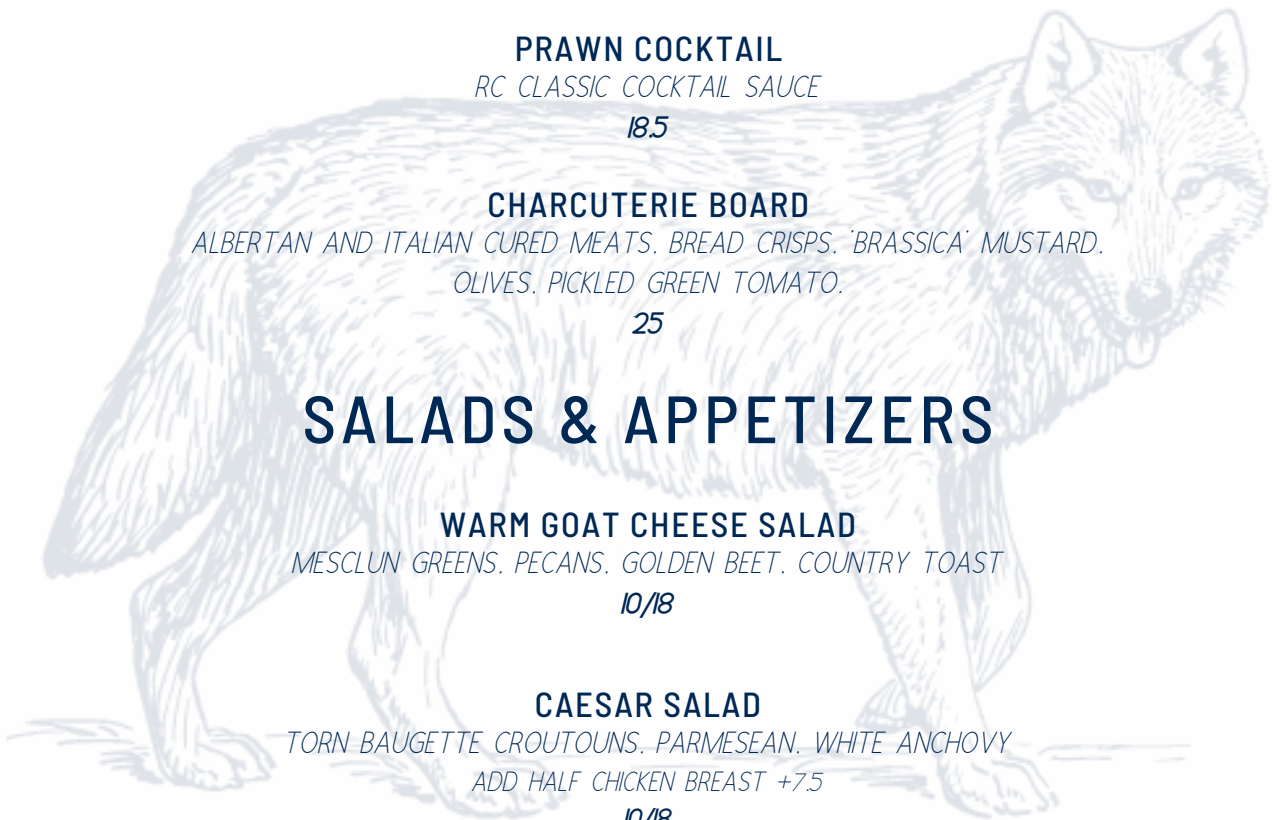 PRAWN COCKTAIL
RC CLASSIC COCKTAIL SAUCE
18.5
CHARCUTERIE BOARD
ALBERTAN AND ITALIAN CURED MEATS, BREAD CRISPS, 'BRASSICA' MUSTARD,
OLIVES, PICKLED GREEN TOMATO.
25
SALADS & APPETIZERS
WARM GOAT CHEESE SALAD
MESCLUN GREENS, PECANS, GOLDEN BEET, COUNTRY TOAST
10/18
CAESAR SALAD
TORN BAUGETTE CROUTOUNS, PARMESEAN, WHITE ANCHOVY
ADD HALF CHICKEN BREAST +7.5
10/18